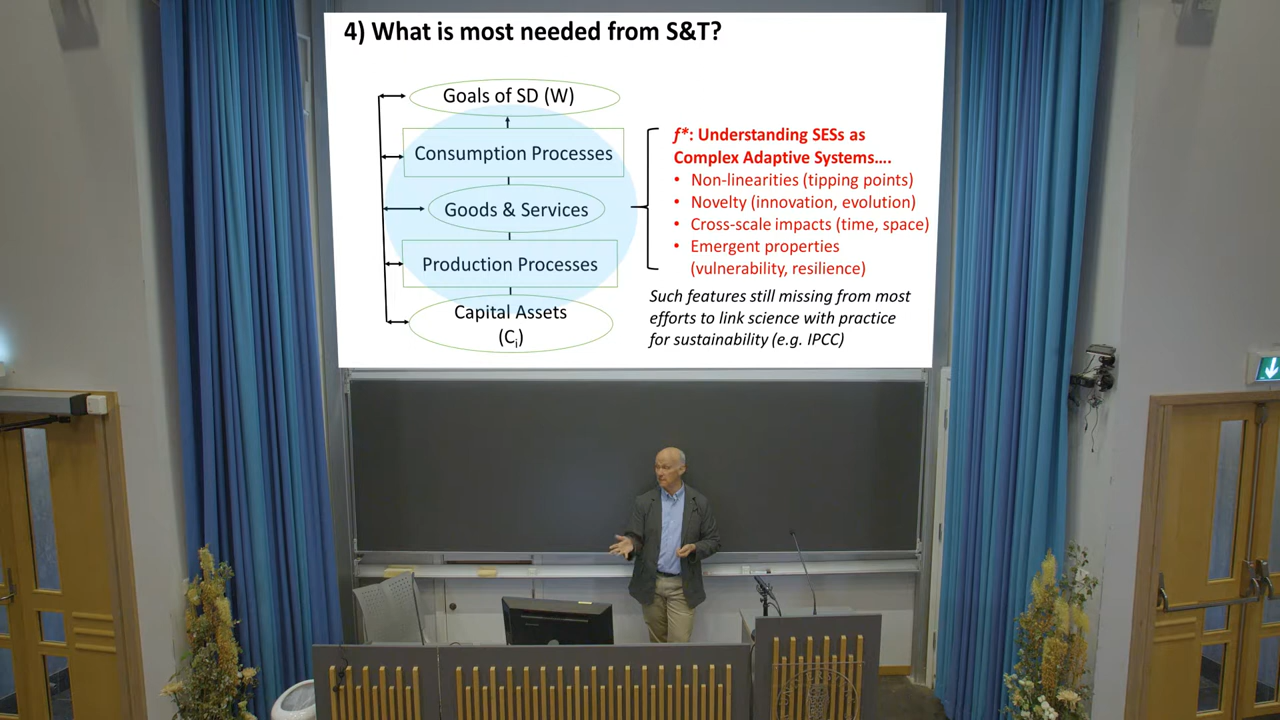 4) What is most needed from S&T?
Goals of SD (W)
Consumption Processes
Goods & Services
Production Processes
Capital Assets
(Ci)
f*: Understanding SESs as
Complex Adaptive Systems….
• Non-linearities (tipping points)
• Novelty (innovation, evolution)
• Cross-scale impacts (time, space)
• Emergent properties
(vulnerability, resilience)
Such features still missing from most
efforts to link science with practice
for sustainability (e.g. IPCC)